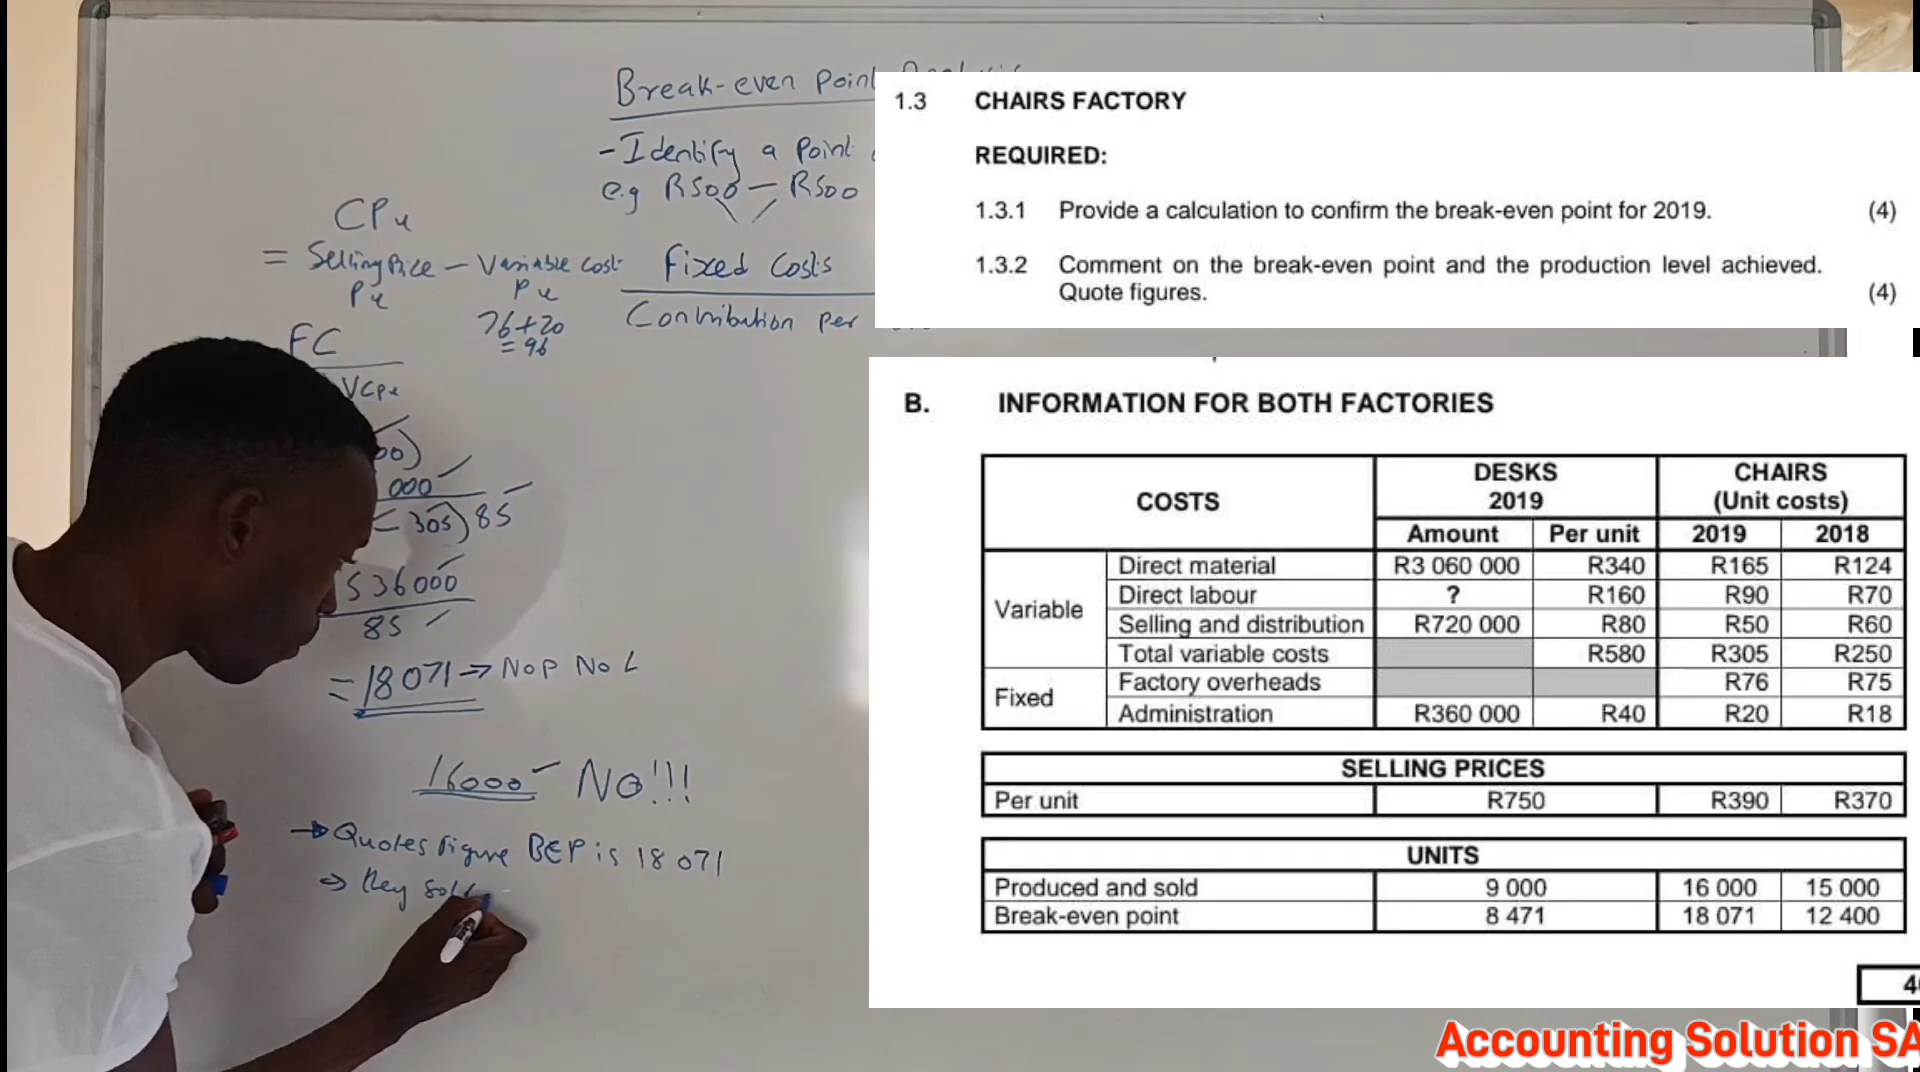 Break-even Point
- Identify a Point
e.g R500 — R500
CPu
= Selling Price – Variable cost
Pu Pu
76+20
= 96
Fixed Costs
Contribution per
FC
VCpu
00)
000
= 305) 85
536000
85
= 18 071 → NO P NO L
16000 NO!!!
→ Quotes figure BEP is 18 071
→ they sold
1.3 CHAIRS FACTORY
REQUIRED:
1.3.1 Provide a calculation to confirm the break-even point for 2019. (4)
1.3.2 Comment on the break-even point and the production level achieved.
Quote figures. (4)
B. INFORMATION FOR BOTH FACTORIES
COSTS DESKS 2019 CHAIRS (Unit costs)
Amount Per unit 2019 2018
Variable Direct material R3 060 000 R340 R165 R124
Direct labour ? R160 R90 R70
Selling and distribution R720 000 R80 R50 R60
Total variable costs R580 R305 R250
Fixed Factory overheads R76 R75
Administration R360 000 R40 R20 R18
SELLING PRICES
Per unit R750 R390 R370
UNITS
Produced and sold 9 000 16 000 15 000
Break-even point 8 471 18 071 12 400
Accounting Solution SA